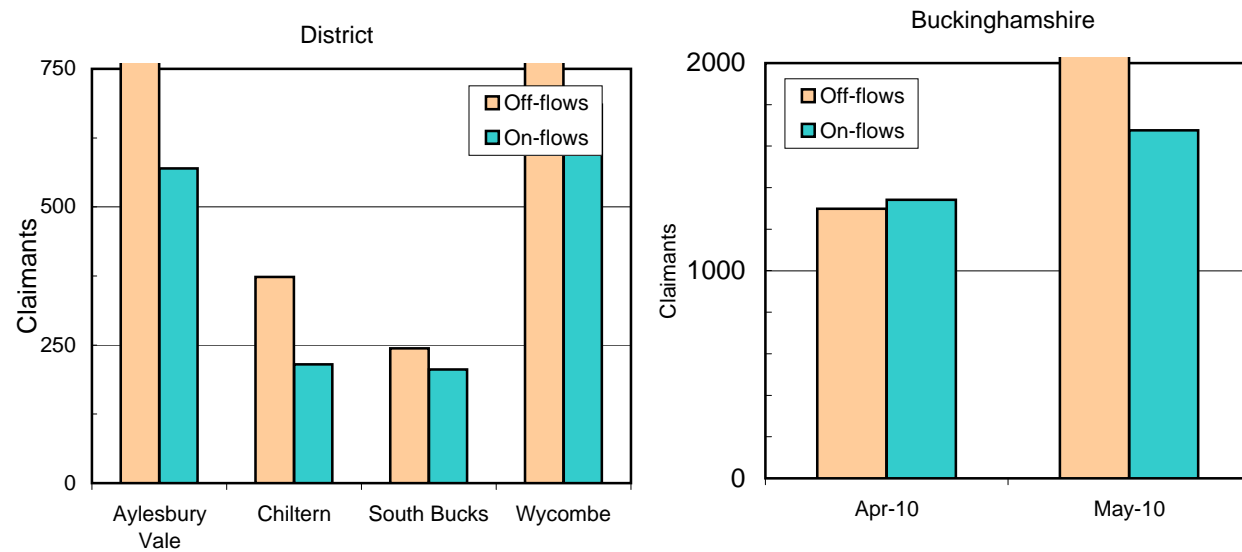 District
750
500
250
0
Claimants
Off-flows
On-flows
Aylesbury
Vale
Chiltern
South Bucks
Wycombe
Buckinghamshire
2000
1000
0
Claimants
Off-flows
On-flows
Apr-10
May-10